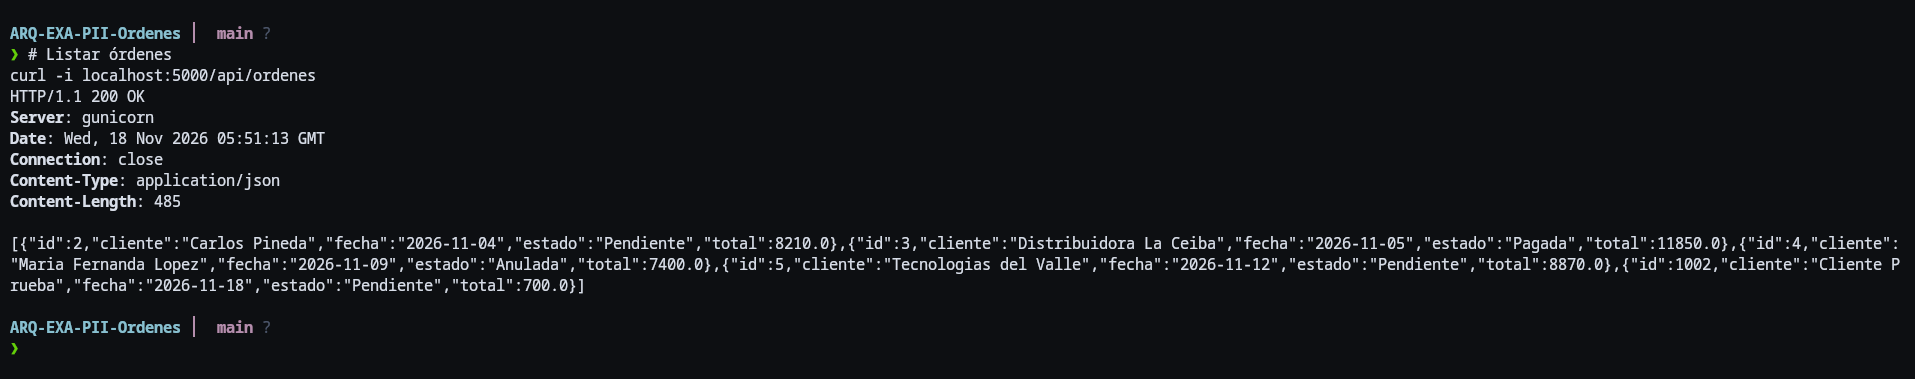 ARQ-EXA-PII-Ordenes | main ?
❯ # Listar órdenes
curl -i localhost:5000/api/ordenes
HTTP/1.1 200 OK
Server: gunicorn
Date: Wed, 18 Nov 2026 05:51:13 GMT
Connection: close
Content-Type: application/json
Content-Length: 485
[{"id":2,"cliente":"Carlos Pineda","fecha":"2026-11-04","estado":"Pendiente","total":8210.0},{"id":3,"cliente":"Distribuidora La Ceiba","fecha":"2026-11-05","estado":"Pagada","total":11850.0},{"id":4,"cliente":
"Maria Fernanda Lopez","fecha":"2026-11-09","estado":"Anulada","total":7400.0},{"id":5,"cliente":"Tecnologias del Valle","fecha":"2026-11-12","estado":"Pendiente","total":8870.0},{"id":1002,"cliente":"Cliente P
rueba","fecha":"2026-11-18","estado":"Pendiente","total":700.0}]
ARQ-EXA-PII-Ordenes | main ?
❯